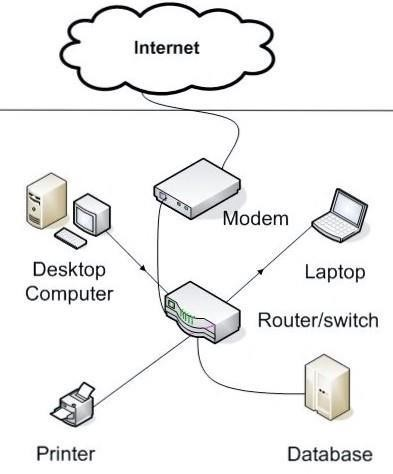 Internet
Modem
Desktop
Computer
Laptop
Router/switch
Printer
Database